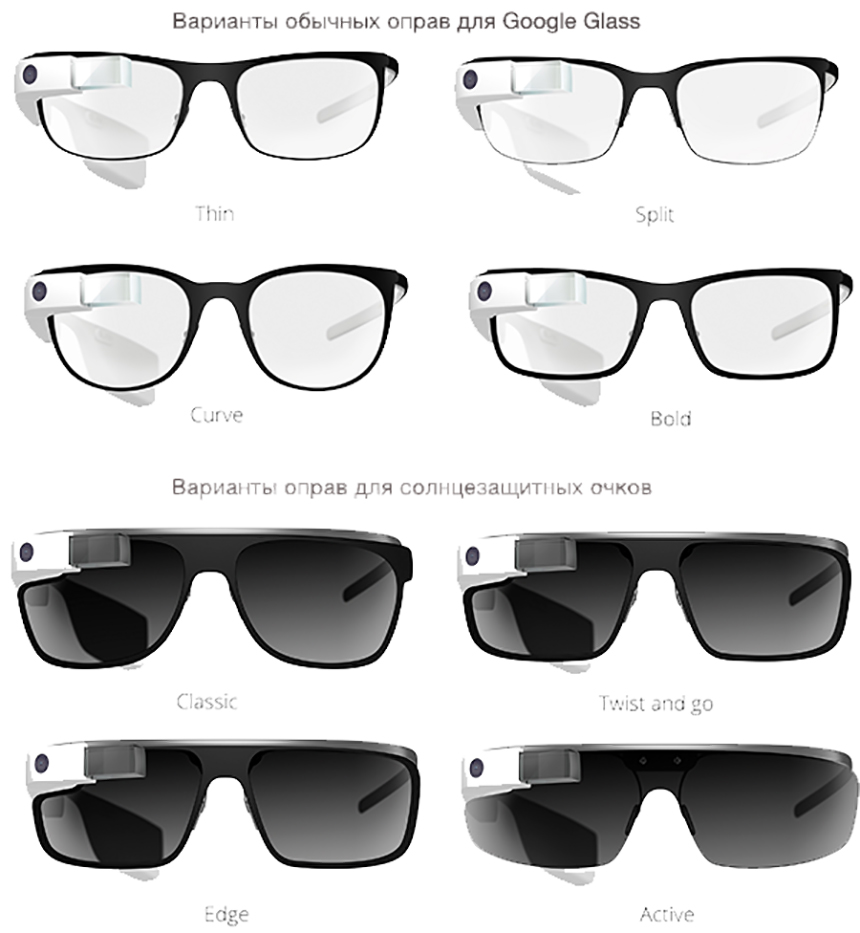 Варианты обычных оправ для Google Glass
Thin
Split
Curve
Bold
Варианты оправ для солнцезащитных очков
Classic
Twist and go
Edge
Active